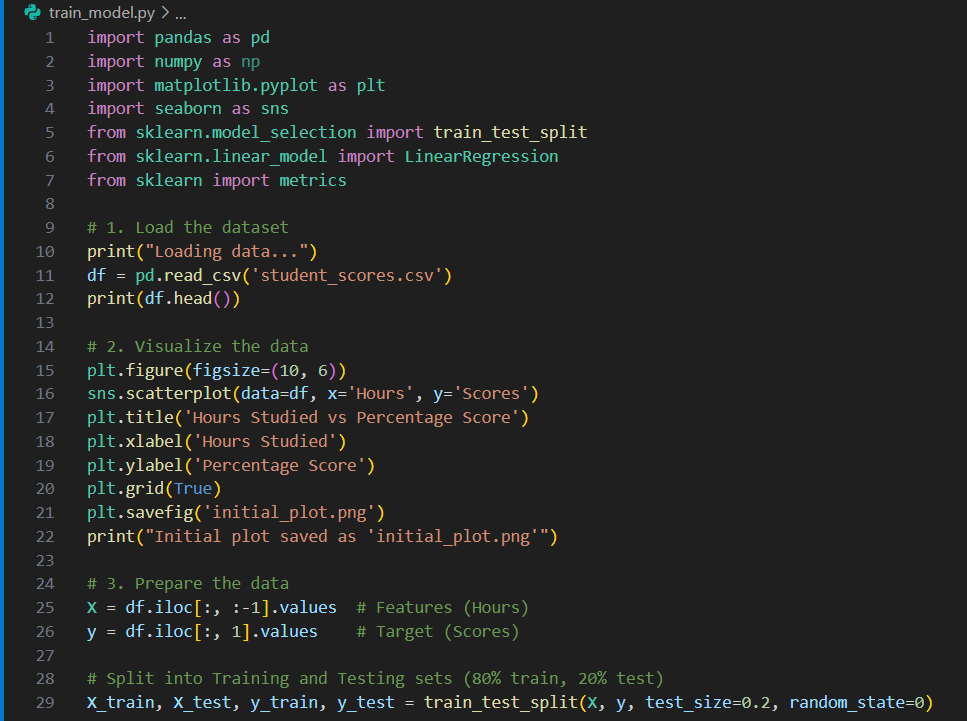 train_model.py > ...
1 import pandas as pd
2 import numpy as np
3 import matplotlib.pyplot as plt
4 import seaborn as sns
5 from sklearn.model_selection import train_test_split
6 from sklearn.linear_model import LinearRegression
7 from sklearn import metrics
8
9 # 1. Load the dataset
10 print("Loading data...")
11 df = pd.read_csv('student_scores.csv')
12 print(df.head())
13
14 # 2. Visualize the data
15 plt.figure(figsize=(10, 6))
16 sns.scatterplot(data=df, x='Hours', y='Scores')
17 plt.title('Hours Studied vs Percentage Score')
18 plt.xlabel('Hours Studied')
19 plt.ylabel('Percentage Score')
20 plt.grid(True)
21 plt.savefig('initial_plot.png')
22 print("Initial plot saved as 'initial_plot.png'")
23
24 # 3. Prepare the data
25 X = df.iloc[:, :-1].values  # Features (Hours)
26 y = df.iloc[:, 1].values    # Target (Scores)
27
28 # Split into Training and Testing sets (80% train, 20% test)
29 X_train, X_test, y_train, y_test = train_test_split(X, y, test_size=0.2, random_state=0)